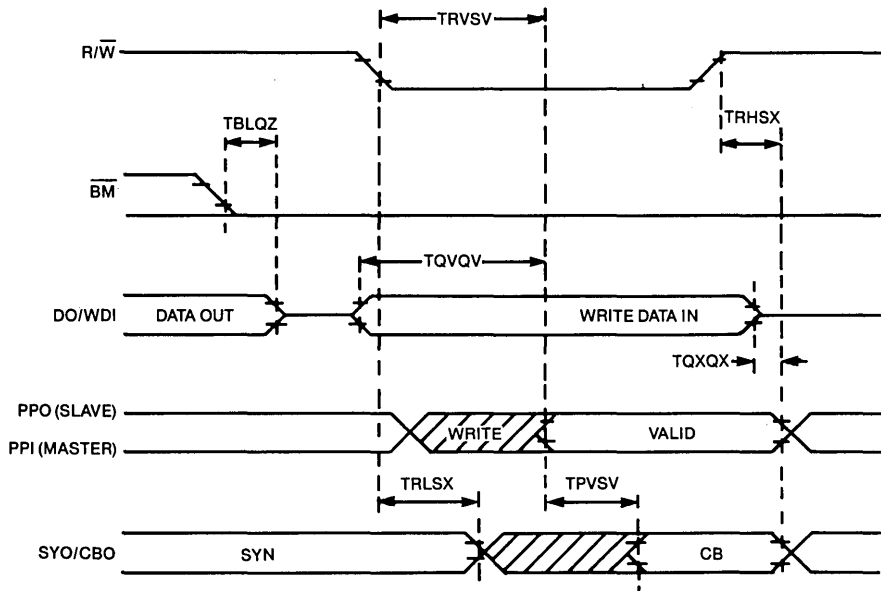 TRVSV
R/W̅
TBLQZ
TRHSX
B̅M̅
TQVQV
DO/WDI
DATA OUT
WRITE DATA IN
TQXQX
PPO (SLAVE)
WRITE
VALID
PPI (MASTER)
TRLSX
TPVSV
SYO/CBO
SYN
CB